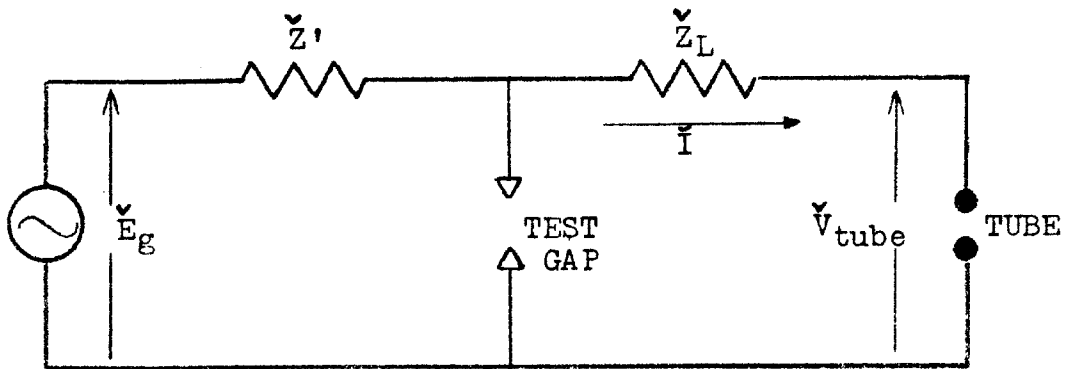 Ž'
Ž_L
Ǐ
Ě_g
TEST
GAP
V̌_tube
TUBE